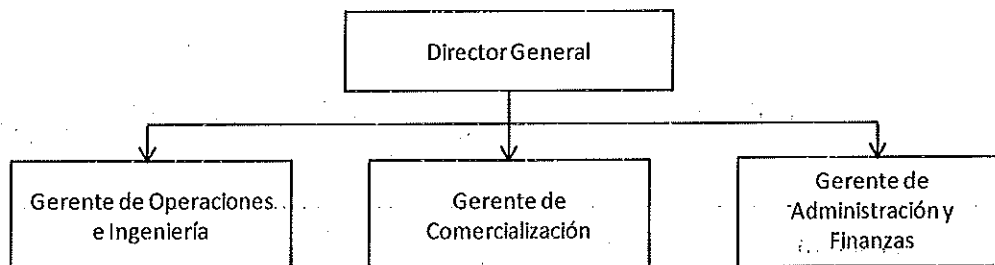 Director General
Gerente de Operaciones
e Ingeniería
Gerente de
Comercialización
Gerente de
Administración y
Finanzas